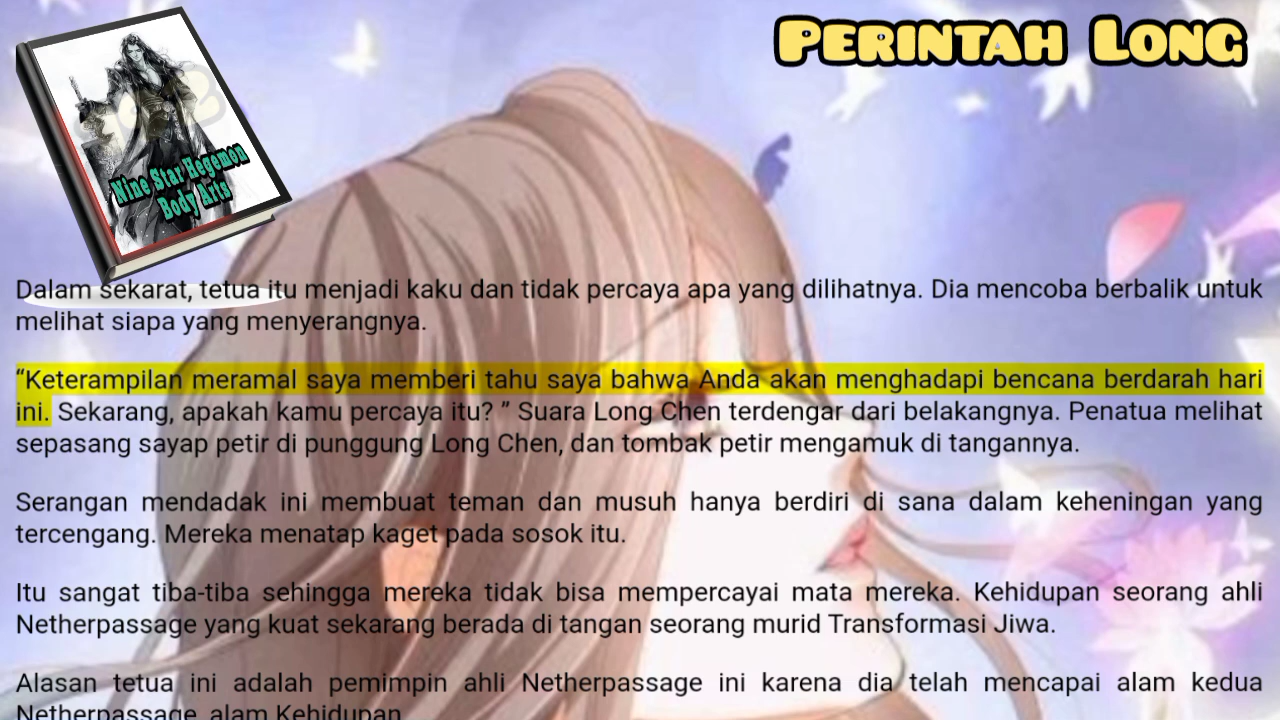 PERINTAH LONG
Nine Star Hegemon
Body Arts
Dalam sekarat, tetua itu menjadi kaku dan tidak percaya apa yang dilihatnya. Dia mencoba berbalik untuk
melihat siapa yang menyerangnya.
“Keterampilan meramal saya memberi tahu saya bahwa Anda akan menghadapi bencana berdarah hari
ini. Sekarang, apakah kamu percaya itu? ” Suara Long Chen terdengar dari belakangnya. Penatua melihat
sepasang sayap petir di punggung Long Chen, dan tombak petir mengamuk di tangannya.
Serangan mendadak ini membuat teman dan musuh hanya berdiri di sana dalam keheningan yang
tercengang. Mereka menatap kaget pada sosok itu.
Itu sangat tiba-tiba sehingga mereka tidak bisa mempercayai mata mereka. Kehidupan seorang ahli
Netherpassage yang kuat sekarang berada di tangan seorang murid Transformasi Jiwa.
Alasan tetua ini adalah pemimpin ahli Netherpassage ini karena dia telah mencapai alam kedua
Netherpassage, alam Kehidupan.